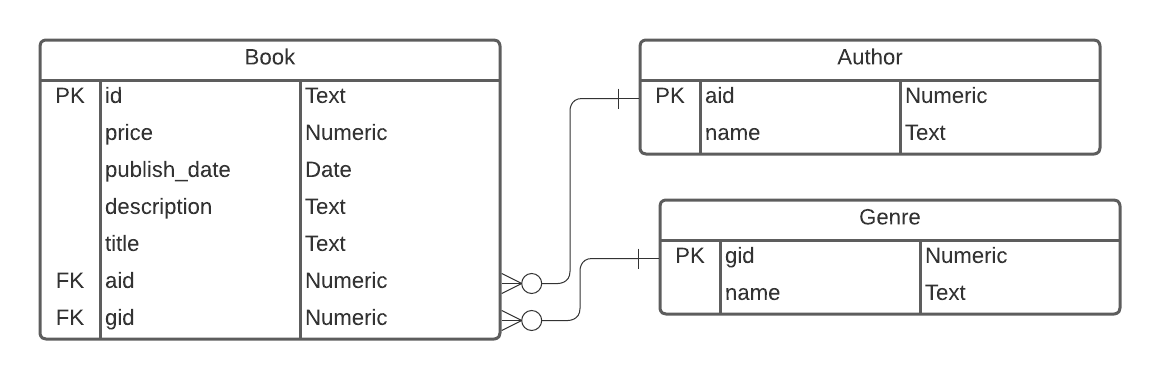 Book
PK id Text
price Numeric
publish_date Date
description Text
title Text
FK aid Numeric
FK gid Numeric
Author
PK aid Numeric
name Text
Genre
PK gid Numeric
name Text